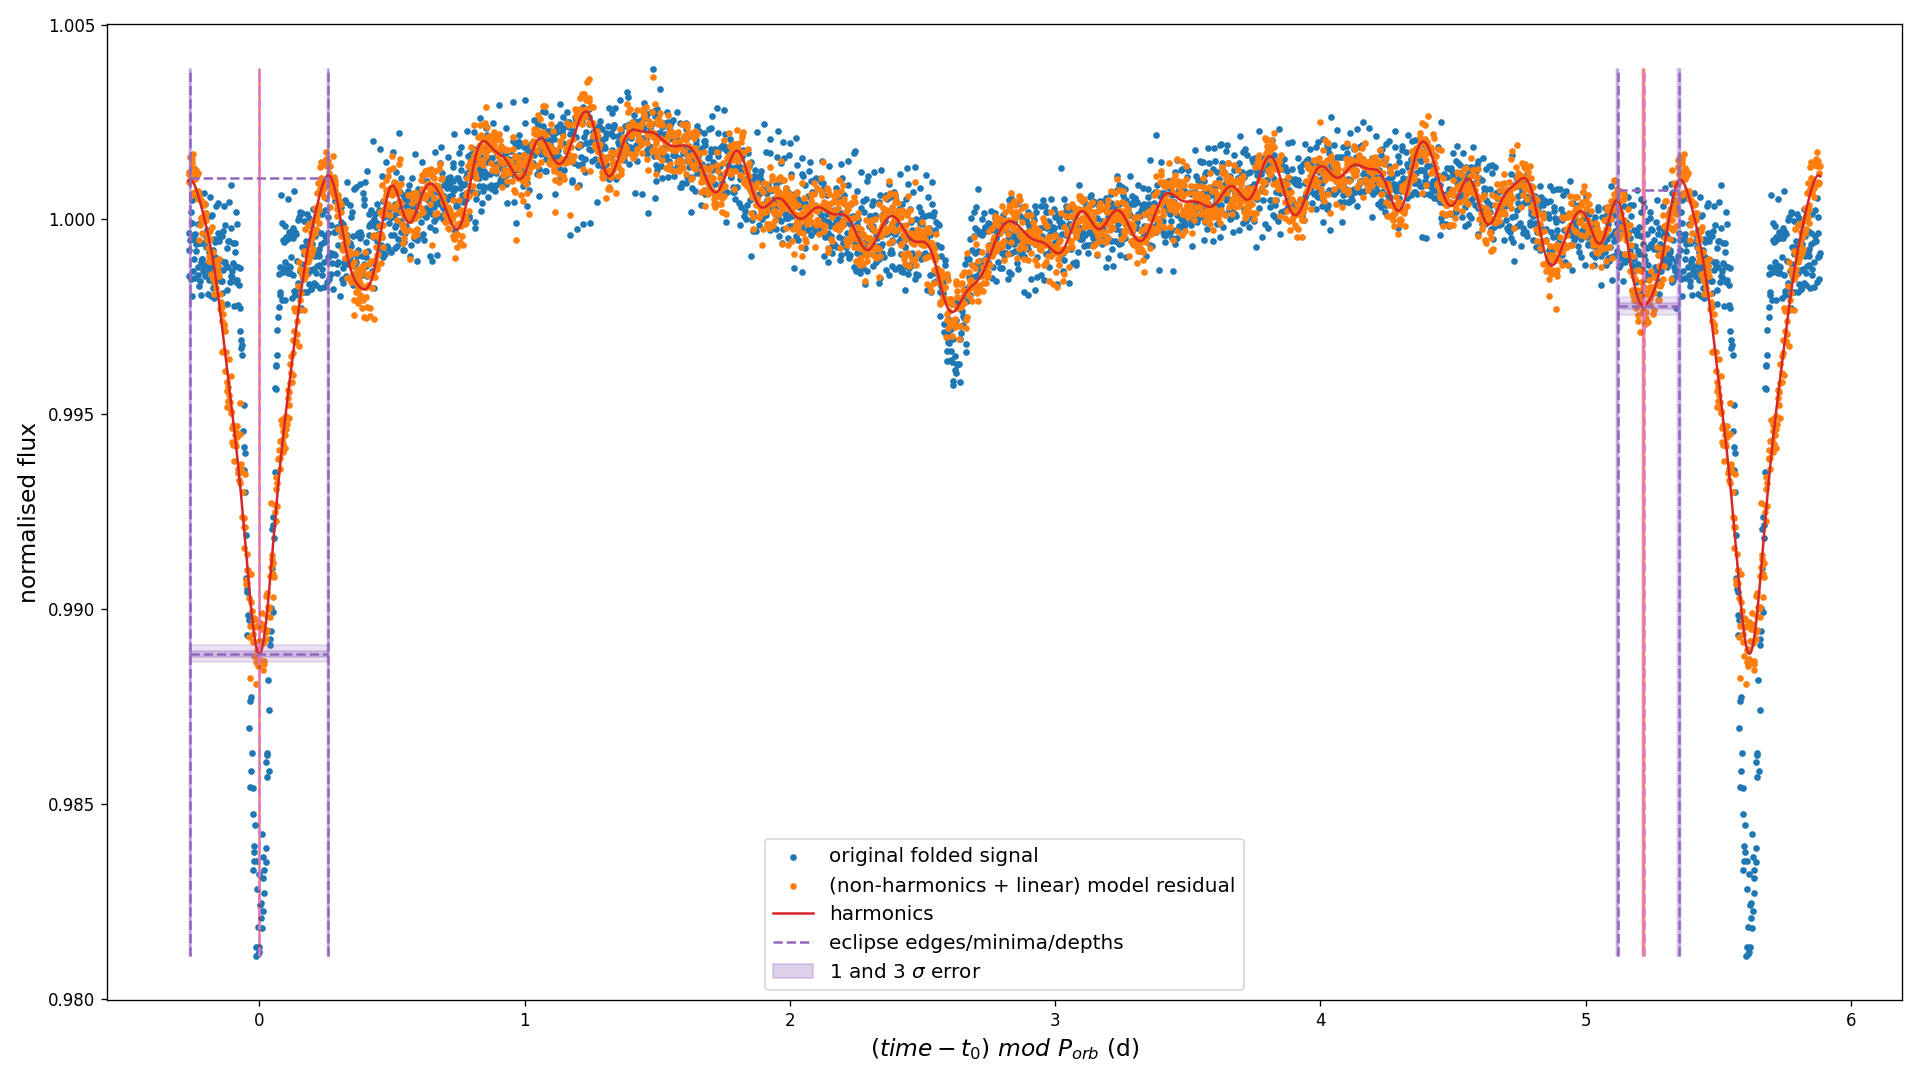 1.005
1.000
0.995
0.990
0.985
0.980
normalised flux
original folded signal
(non-harmonics + linear) model residual
harmonics
eclipse edges/minima/depths
1 and 3 σ error
0 1 2 3 4 5 6
(time − t₀) mod Pₒᵣb (d)